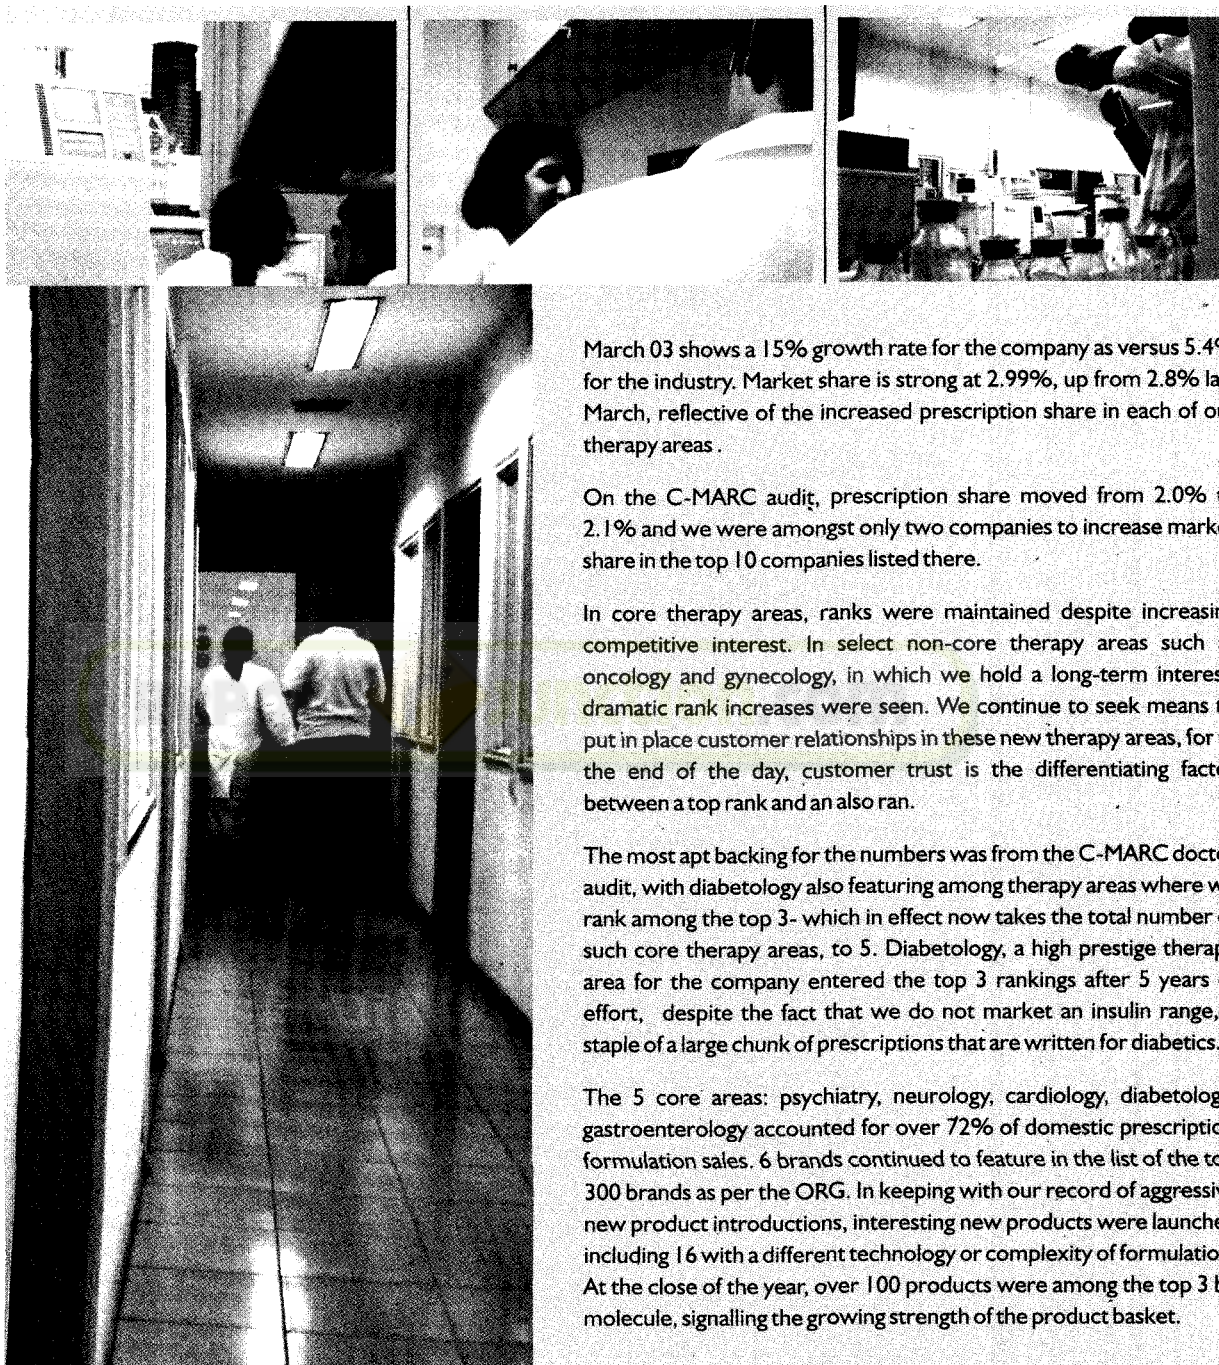 March 03 shows a 15% growth rate for the company as versus 5.4%
for the industry. Market share is strong at 2.99%, up from 2.8%
March, reflective of the increased prescription share in each of
therapy areas .
On the C-MARC audit, prescription share moved from 2.0%
2.1% and we were amongst only two companies to increase
share in the top 10 companies listed there.
In core therapy areas, ranks were maintained despite
competitive interest. In select non-core therapy areas such
oncology and gynecology, in which we hold a long-term
dramatic rank increases were seen. We continue to seek means
put in place customer relationships in these new therapy areas, for
the end of the day, customer trust is the differentiating
between a top rank and an also ran.
The most apt backing for the numbers was from the C-MARC
audit, with diabetology also featuring among therapy areas where
rank among the top 3- which in effect now takes the total number
such core therapy areas, to 5. Diabetology, a high prestige
area for the company entered the top 3 rankings after 5 years
effort, despite the fact that we do not market an insulin range,
staple of a large chunk of prescriptions that are written for diabetics.
The 5 core areas: psychiatry, neurology, cardiology,
gastroenterology accounted for over 72% of domestic
formulation sales. 6 brands continued to feature in the list of the
300 brands as per the ORG. In keeping with our record of
new product introductions, interesting new products were
including 16 with a different technology or complexity of
At the close of the year, over 100 products were among the top 3
molecule, signalling the growing strength of the product basket.